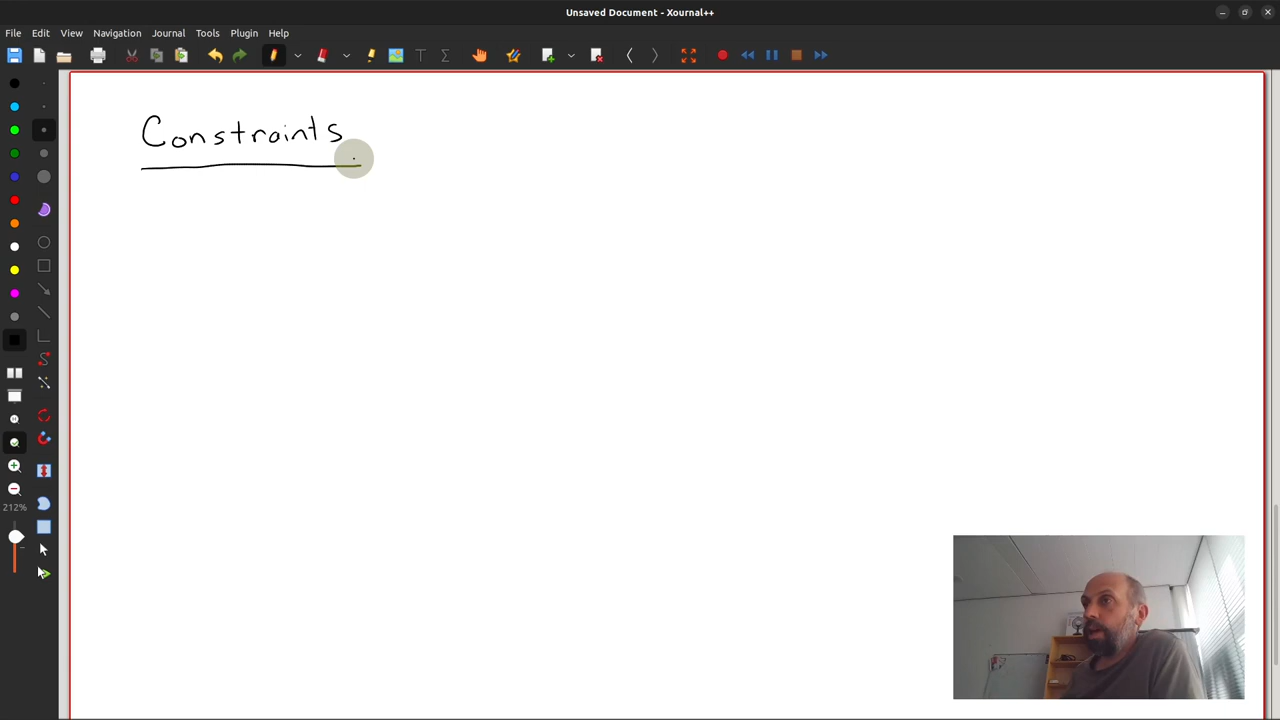 Unsaved Document - Xournal++
File Edit View Navigation Journal Tools Plugin Help
Constraints
212%